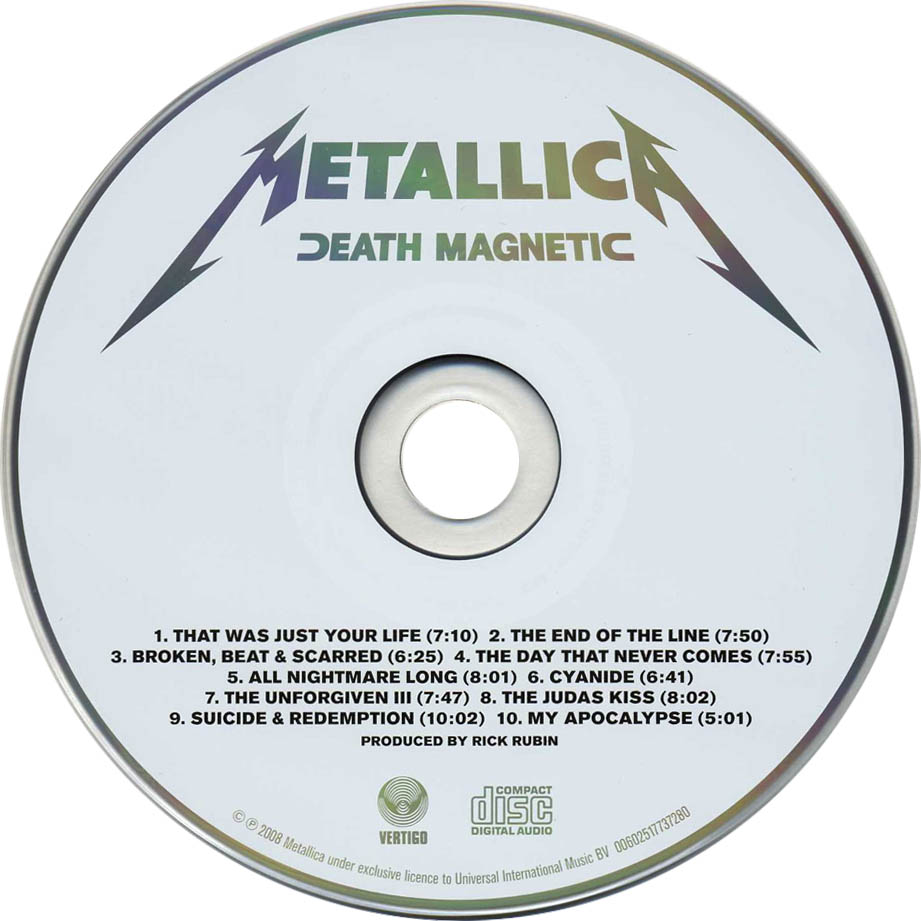 METALLICA
DEATH MAGNETIC
1. THAT WAS JUST YOUR LIFE (7:10) 2. THE END OF THE LINE (7:50)
3. BROKEN, BEAT & SCARRED (6:25) 4. THE DAY THAT NEVER COMES (7:55)
5. ALL NIGHTMARE LONG (8:01) 6. CYANIDE (6:41)
7. THE UNFORGIVEN III (7:47) 8. THE JUDAS KISS (8:02)
9. SUICIDE & REDEMPTION (10:02) 10. MY APOCALYPSE (5:01)
PRODUCED BY RICK RUBIN
VERTIGO
COMPACT
disc
DIGITAL AUDIO
© ℗ 2008 Metallica under exclusive licence to Universal International Music BV 00602517737280